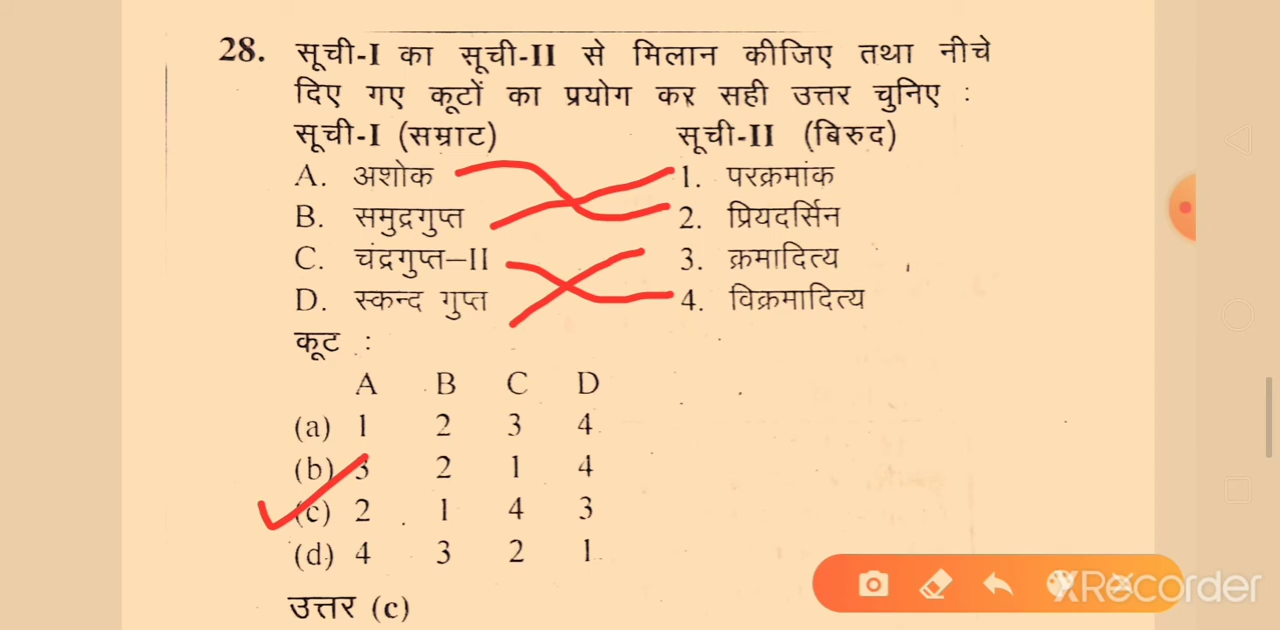 28. सूची-I का सूची-II से मिलान कीजिए तथा नीचे
दिए गए कूटों का प्रयोग कर सही उत्तर चुनिए :
सूची-I (सम्राट) सूची-II (बिरुद)
A. अशोक 1. परक्रमांक
B. समुद्रगुप्त 2. प्रियदर्सिन
C. चंद्रगुप्त–II 3. क्रमादित्य
D. स्कन्द गुप्त 4. विक्रमादित्य
कूट :
A B C D
(a) 1 2 3 4
(b) 3 2 1 4
(c) 2 1 4 3
(d) 4 3 2 1
उत्तर (c)
XRecorder